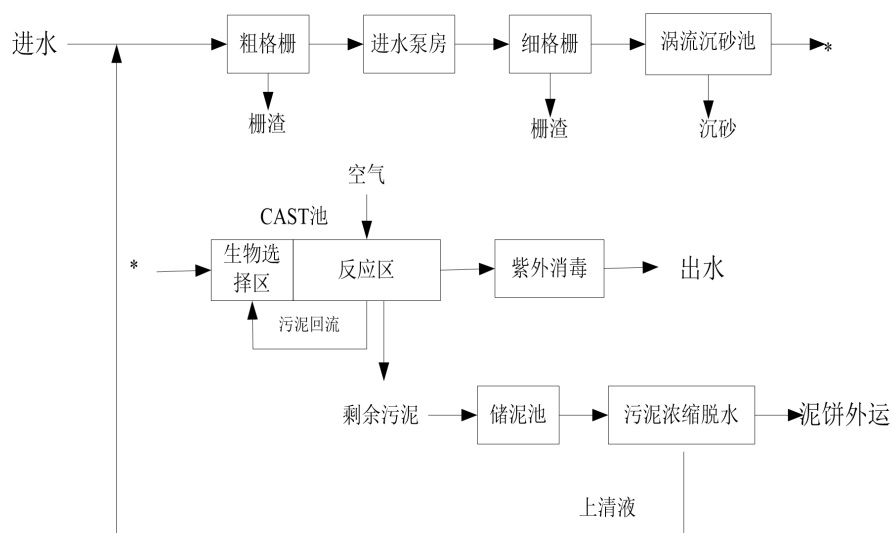 进水
粗格栅
进水泵房
细格栅
涡流沉砂池
*
栅渣
栅渣
沉砂
空气
CAST池
*
生物选
择区
反应区
紫外消毒
出水
污泥回流
剩余污泥
储泥池
污泥浓缩脱水
泥饼外运
上清液